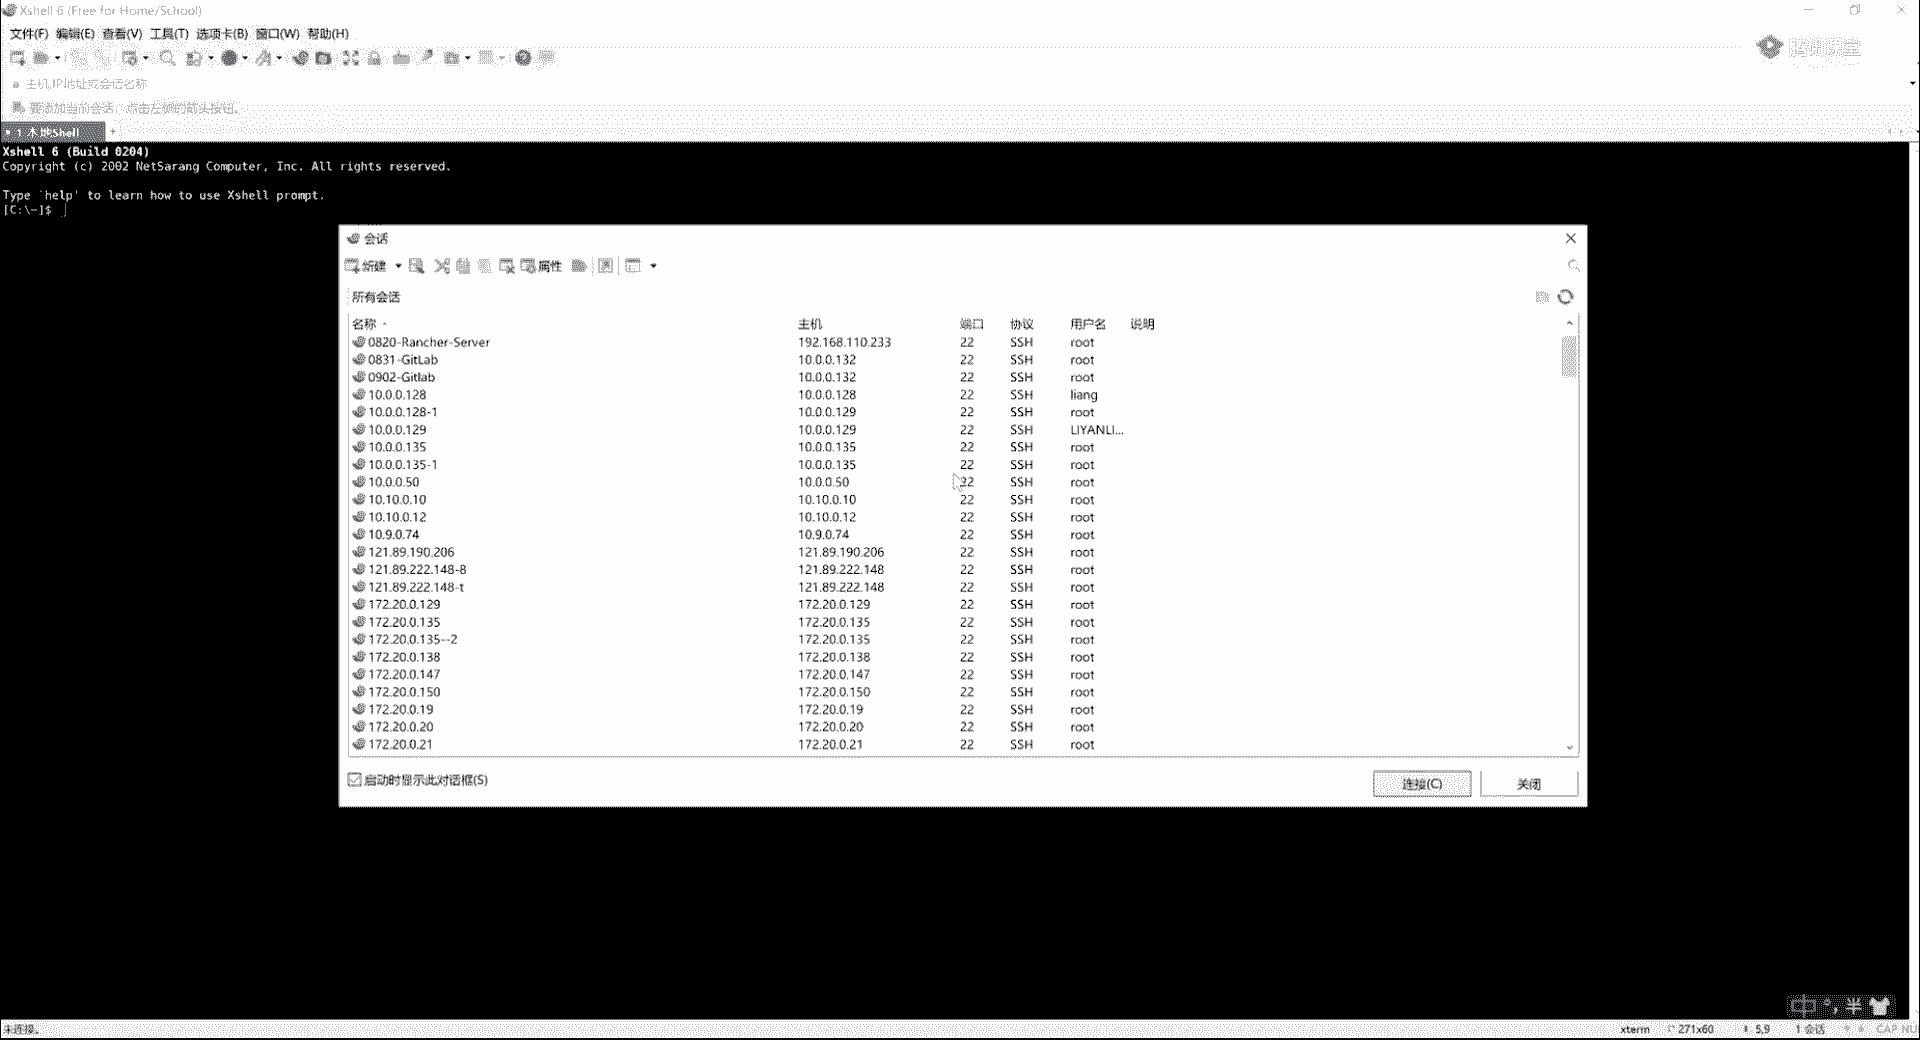 Xshell 6 (Free for Home/School)
文件(F) 编辑(E) 查看(V) 工具(T) 选项卡(B) 窗口(W) 帮助(H)
腾讯课堂
主机,IP地址或会话名称
要添加当前会话，点击左侧的箭头按钮。
1 本地Shell +
Xshell 6 (Build 0204)
Copyright (c) 2002 NetSarang Computer, Inc. All rights reserved.
Type `help' to learn how to use Xshell prompt.
[C:\~]$
会话
新建 属性
所有会话
名称 主机 端口 协议 用户名 说明
0820-Rancher-Server 192.168.110.233 22 SSH root
0831-GitLab 10.0.0.132 22 SSH root
0902-Gitlab 10.0.0.132 22 SSH root
10.0.0.128 10.0.0.128 22 SSH liang
10.0.0.128-1 10.0.0.129 22 SSH root
10.0.0.129 10.0.0.129 22 SSH LIYANLI...
10.0.0.135 10.0.0.135 22 SSH root
10.0.0.135-1 10.0.0.135 22 SSH root
10.0.0.50 10.0.0.50 22 SSH root
10.10.0.10 10.10.0.10 22 SSH root
10.10.0.12 10.10.0.12 22 SSH root
10.9.0.74 10.9.0.74 22 SSH root
121.89.190.206 121.89.190.206 22 SSH root
121.89.222.148-8 121.89.222.148 22 SSH root
121.89.222.148-t 121.89.222.148 22 SSH root
172.20.0.129 172.20.0.129 22 SSH root
172.20.0.135 172.20.0.135 22 SSH root
172.20.0.135--2 172.20.0.135 22 SSH root
172.20.0.138 172.20.0.138 22 SSH root
172.20.0.147 172.20.0.147 22 SSH root
172.20.0.150 172.20.0.150 22 SSH root
172.20.0.19 172.20.0.19 22 SSH root
172.20.0.20 172.20.0.20 22 SSH root
172.20.0.21 172.20.0.21 22 SSH root
启动时显示此对话框(S)
连接(C) 关闭
中 °, 半
未连接。 xterm 271x60 5,9 1 会话 CAP NU